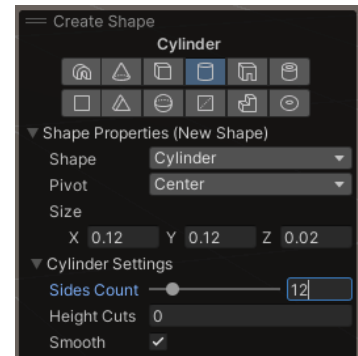 Create Shape
Cylinder
Shape Properties (New Shape)
Shape Cylinder
Pivot Center
Size
X 0.12 Y 0.12 Z 0.02
Cylinder Settings
Sides Count 12
Height Cuts 0
Smooth